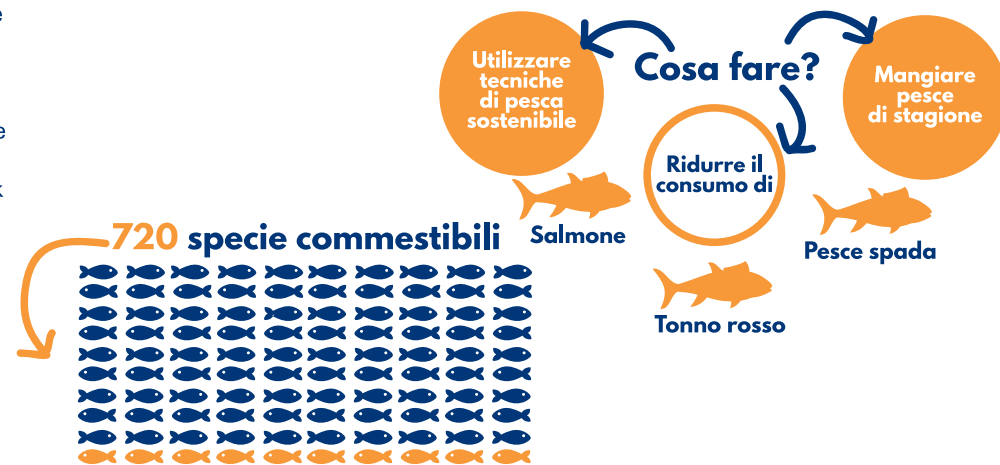 Cosa fare?
Utilizzare
tecniche
di pesca
sostenibile
Mangiare
pesce
di stagione
Ridurre il
consumo di
Salmone
Pesce spada
Tonno rosso
720 specie commestibili